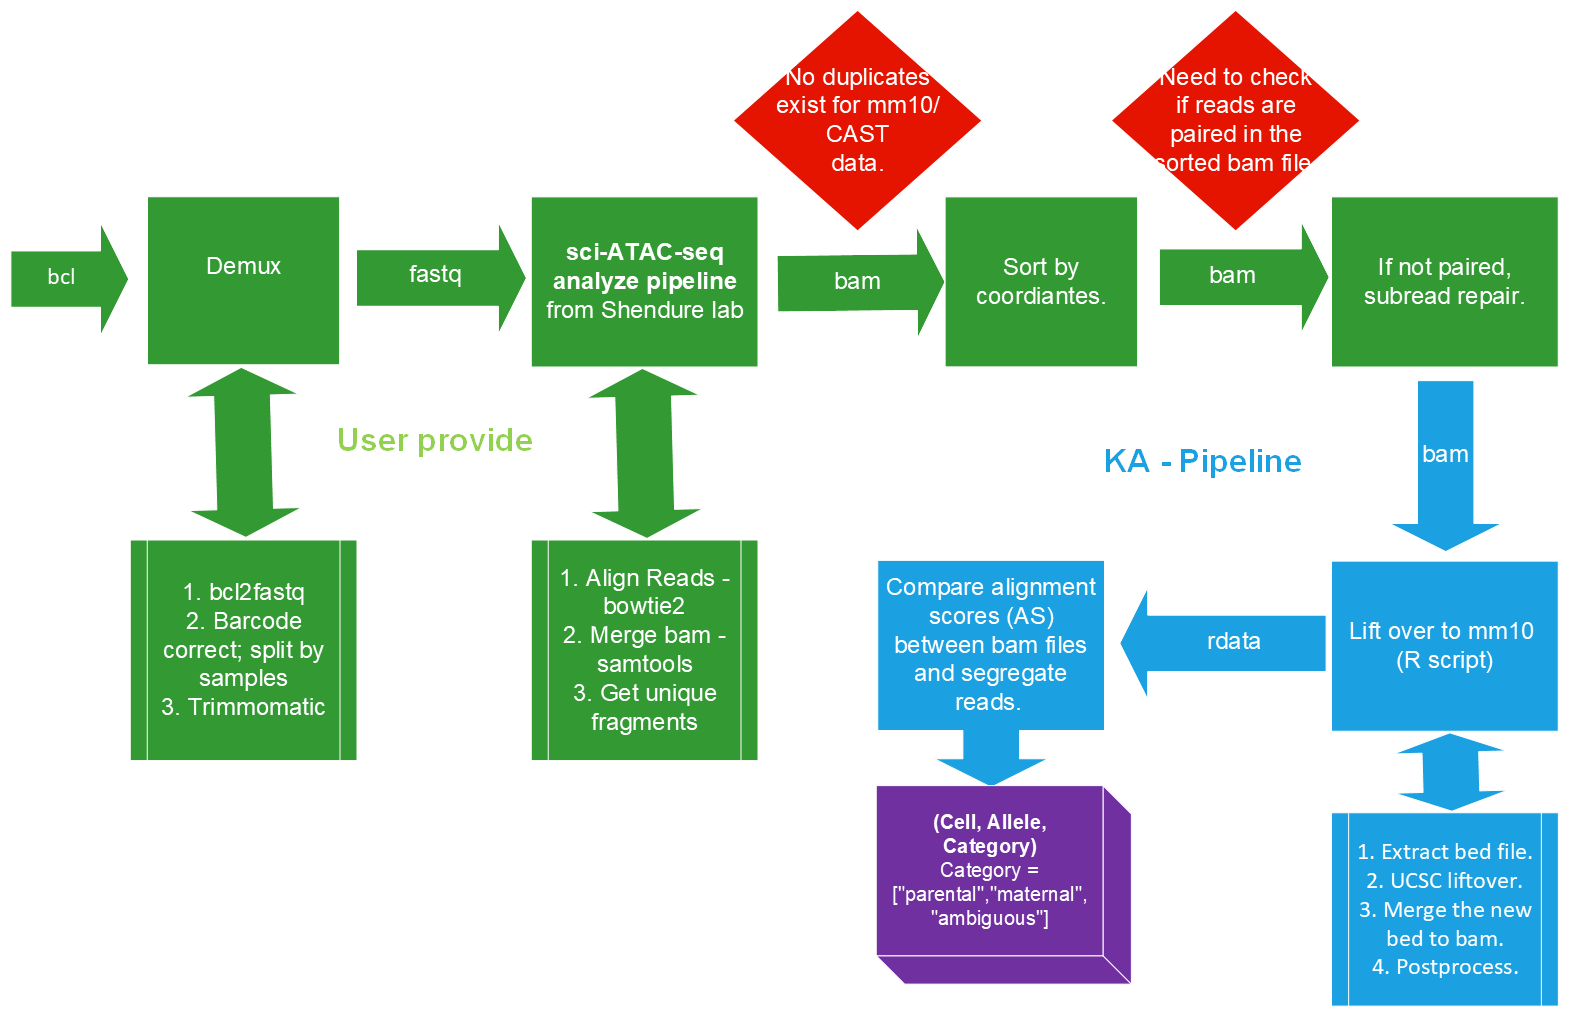 No duplicates
exist for mm10/
CAST
data.
Need to check
if reads are
paired in the
sorted bam file
bcl
Demux
fastq
sci-ATAC-seq
analyze pipeline
from Shendure lab
bam
Sort by
coordiantes.
bam
If not paired,
subread repair.
User provide
KA - Pipeline
bam
1. bcl2fastq
2. Barcode
correct; split by
samples
3. Trimmomatic
1. Align Reads -
bowtie2
2. Merge bam -
samtools
3. Get unique
fragments
Compare alignment
scores (AS)
between bam files
and segregate
reads.
rdata
Lift over to mm10
(R script)
(Cell, Allele,
Category)
Category =
["parental","maternal",
"ambiguous"]
1. Extract bed file.
2. UCSC liftover.
3. Merge the new
bed to bam.
4. Postprocess.